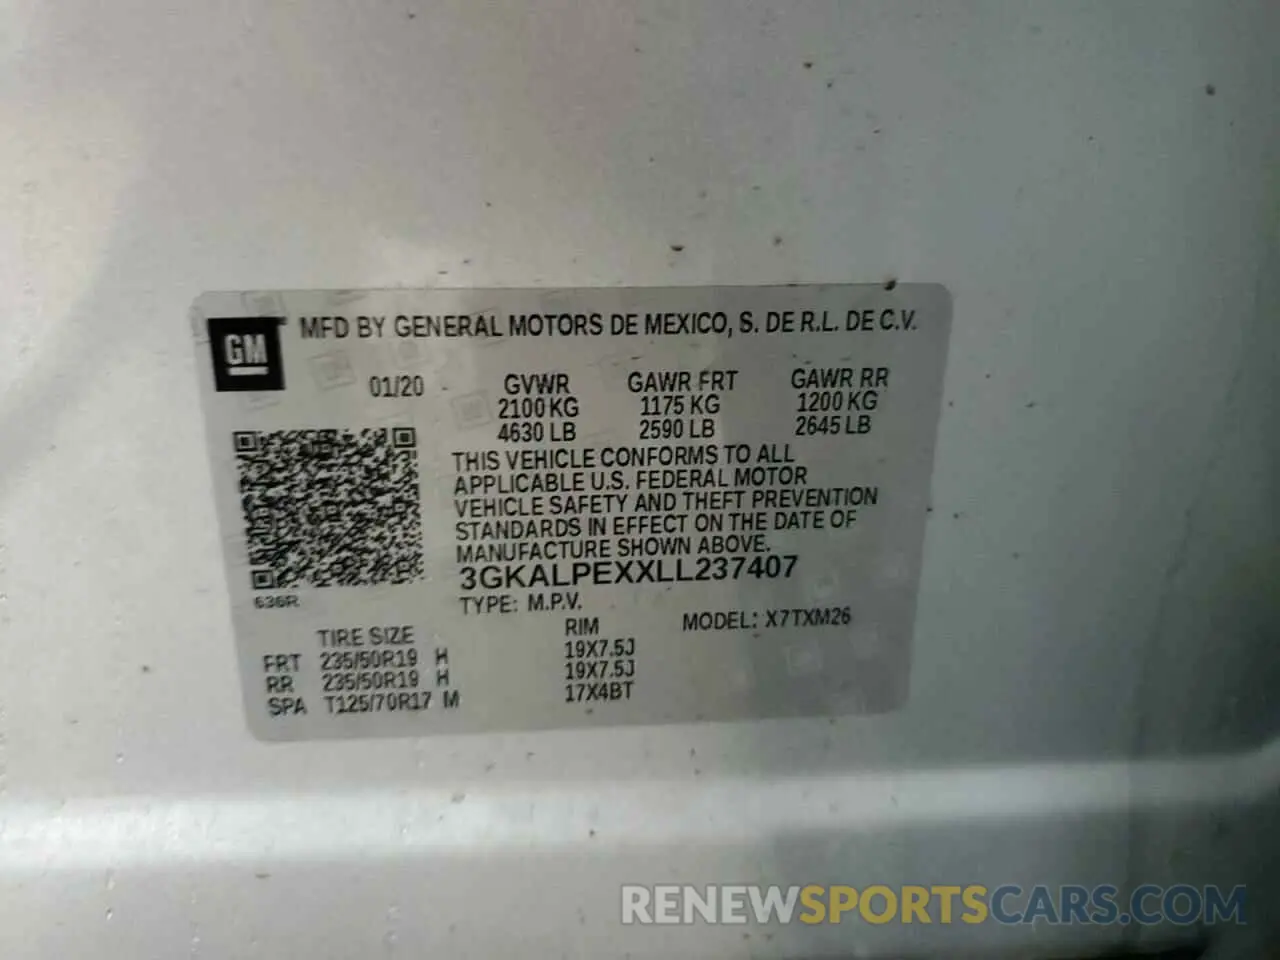 GM
MFD BY GENERAL MOTORS DE MEXICO, S. DE R.L. DE C.V.
01/20 GVWR GAWR FRT GAWR RR
2100 KG 1175 KG 1200 KG
4630 LB 2590 LB 2645 LB
THIS VEHICLE CONFORMS TO ALL
APPLICABLE U.S. FEDERAL MOTOR
VEHICLE SAFETY AND THEFT PREVENTION
STANDARDS IN EFFECT ON THE DATE OF
MANUFACTURE SHOWN ABOVE.
3GKALPEXXLL237407
636R
TYPE: M.P.V. MODEL: X7TXM26
TIRE SIZE RIM
FRT 235/50R19 H 19X7.5J
RR 235/50R19 H 19X7.5J
SPA T125/70R17 M 17X4BT
RENEWSPORTSCARS.COM